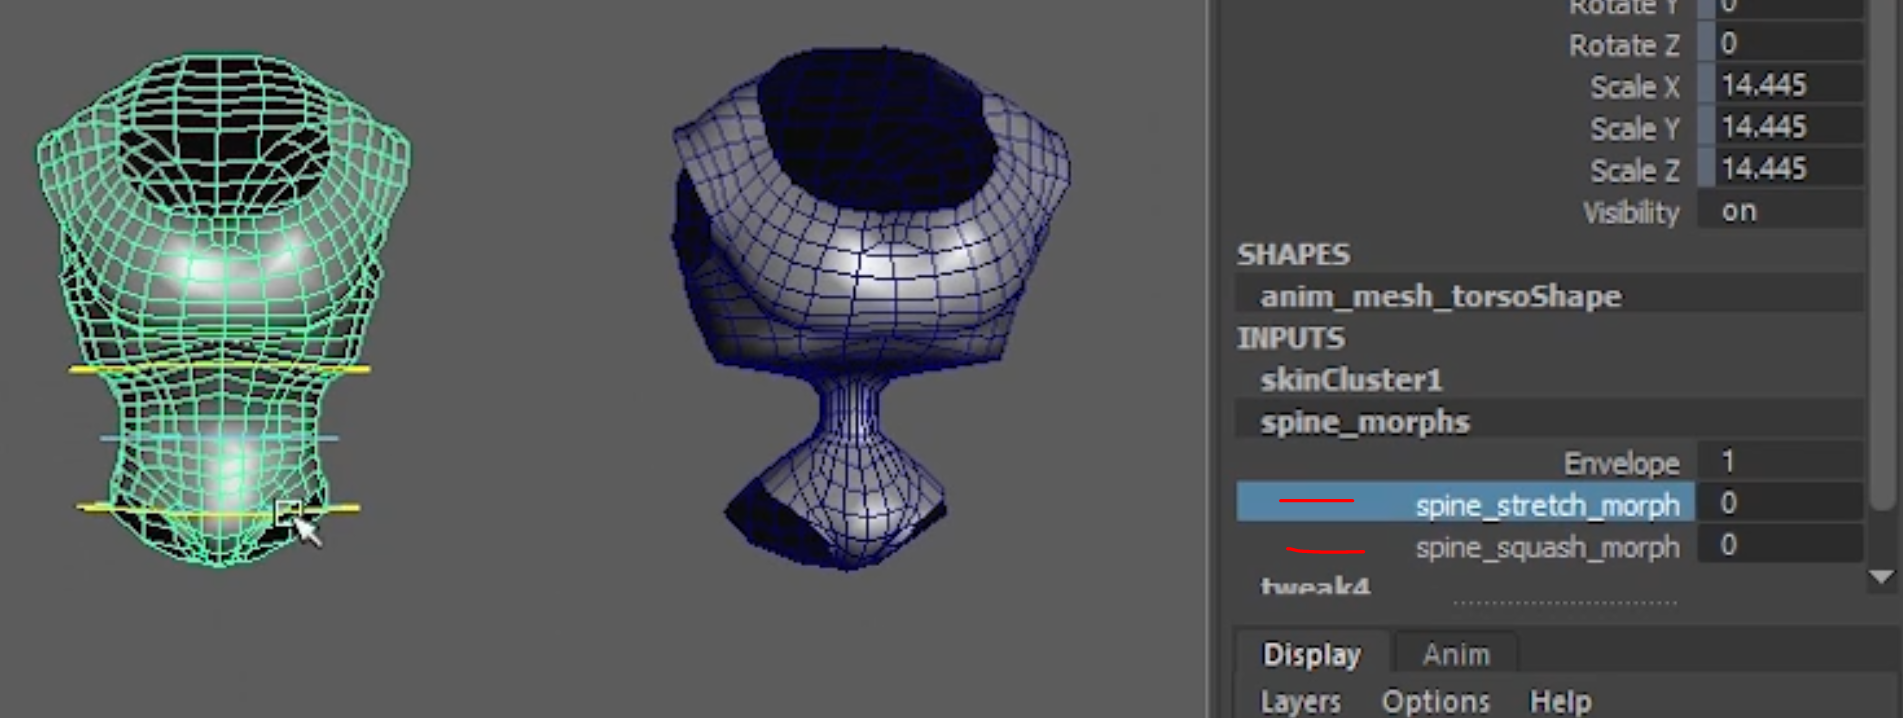 Rotate Y 0
Rotate Z 0
Scale X 14.445
Scale Y 14.445
Scale Z 14.445
Visibility on
SHAPES
anim_mesh_torsoShape
INPUTS
skinCluster1
spine_morphs
Envelope 1
spine_stretch_morph 0
spine_squash_morph 0
tweak4
Display Anim
Layers Options Help